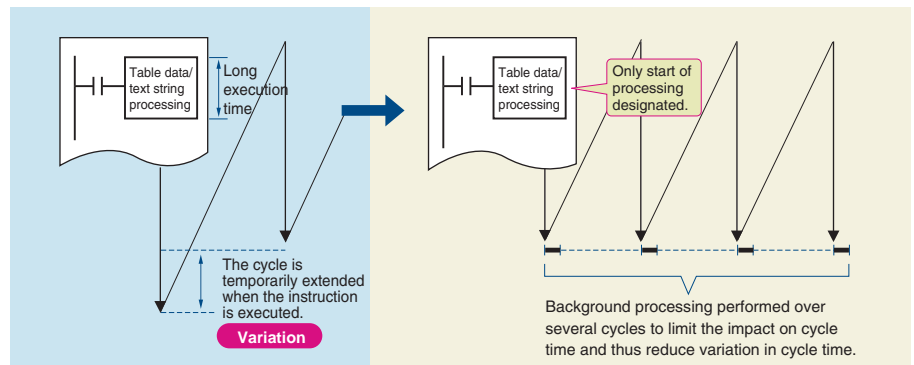 Table data/
text string
processing
Long
execution
time
The cycle is
temporarily extended
when the instruction
is executed.
Variation
Table data/
text string
processing
Only start of
processing
designated.
Background processing performed over
several cycles to limit the impact on cycle
time and thus reduce variation in cycle time.